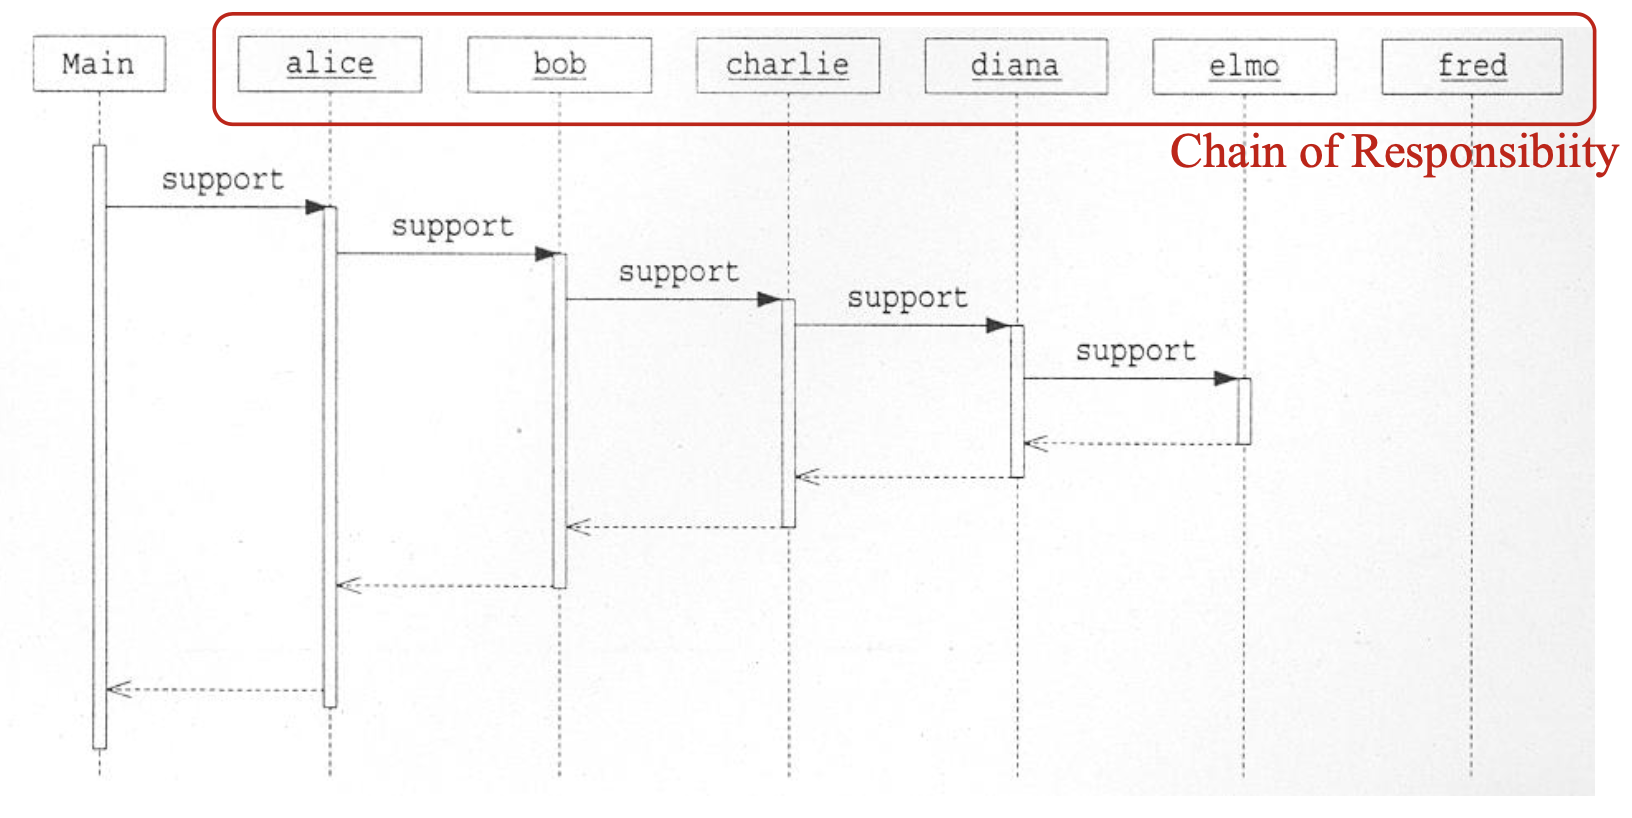 Main alice bob charlie diana elmo fred
Chain of Responsibiity
support
support
support
support
support